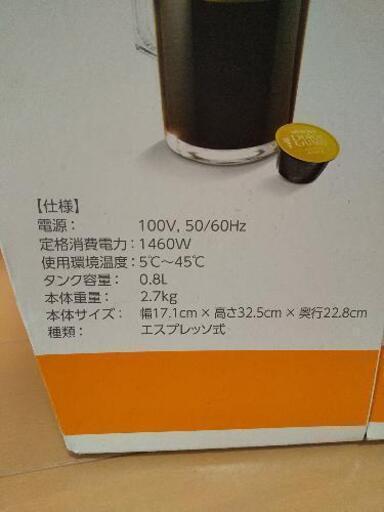 NESCAFÉ
DOLCE
GUSTO
【仕様】
電源： 100V, 50/60Hz
定格消費電力：1460W
使用環境温度：5℃～45℃
タンク容量： 0.8L
本体重量： 2.7kg
本体サイズ： 幅17.1cm × 高さ32.5cm × 奥行22.8cm
種類： エスプレッソ式